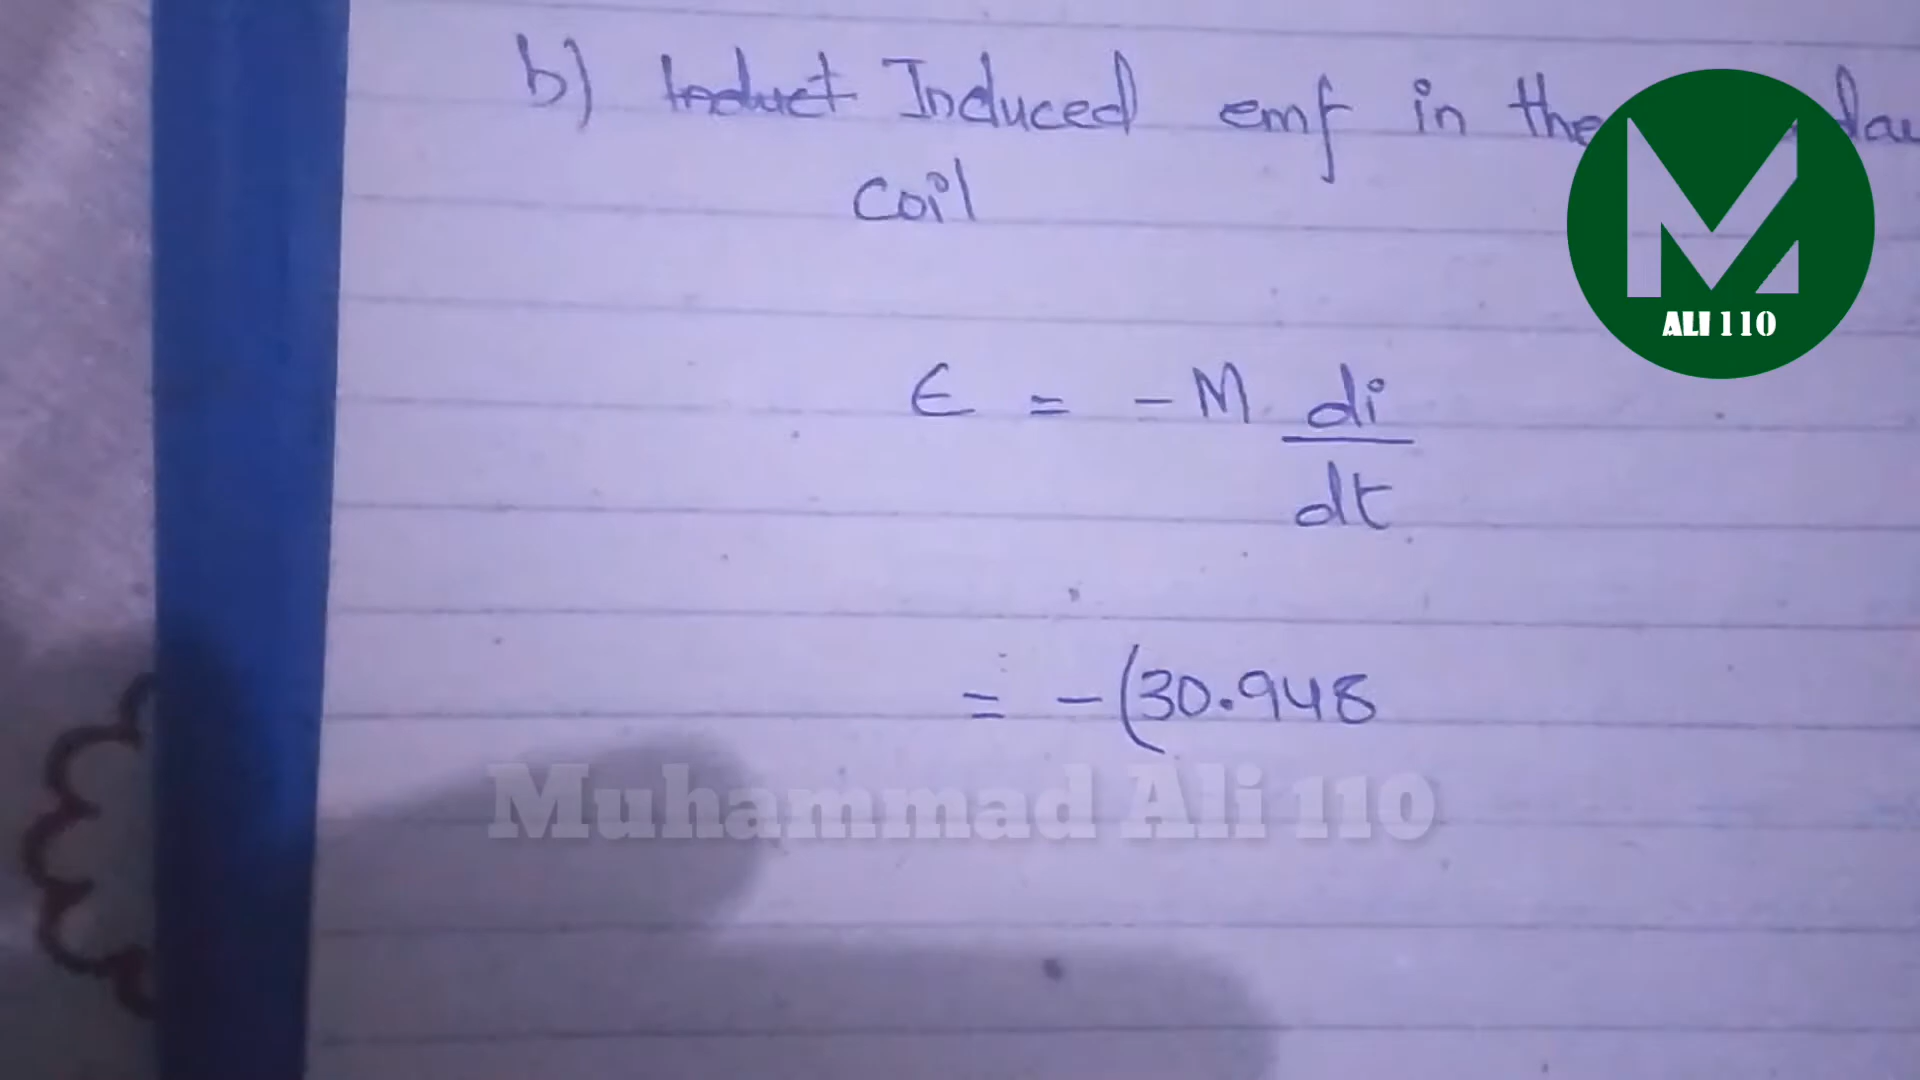 b) Induct Induced emf in the
coil
M
ALI 110
ϵ = -M di
dt
= -(30.948
Muhammad Ali 110